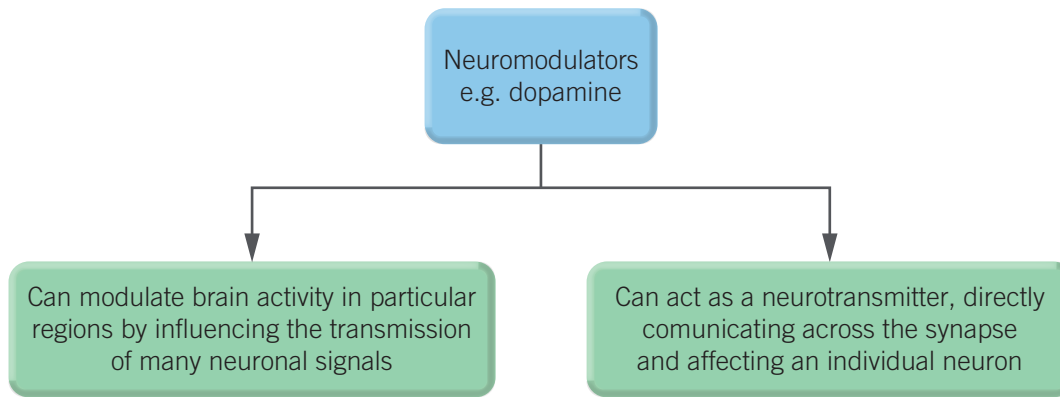 Neuromodulators
e.g. dopamine
Can modulate brain activity in particular
regions by influencing the transmission
of many neuronal signals
Can act as a neurotransmitter, directly
comunicating across the synapse
and affecting an individual neuron